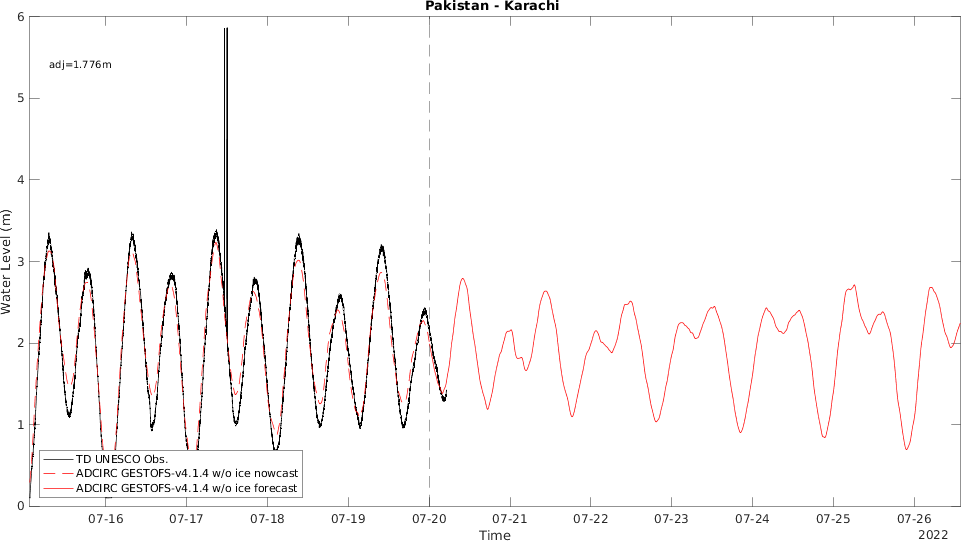 Pakistan - Karachi
adj=1.776m
Water Level (m)
6
5
4
3
2
1
0
TD UNESCO Obs.
ADCIRC GESTOFS-v4.1.4 w/o ice nowcast
ADCIRC GESTOFS-v4.1.4 w/o ice forecast
07-16 07-17 07-18 07-19 07-20 07-21 07-22 07-23 07-24 07-25 07-26
Time
2022